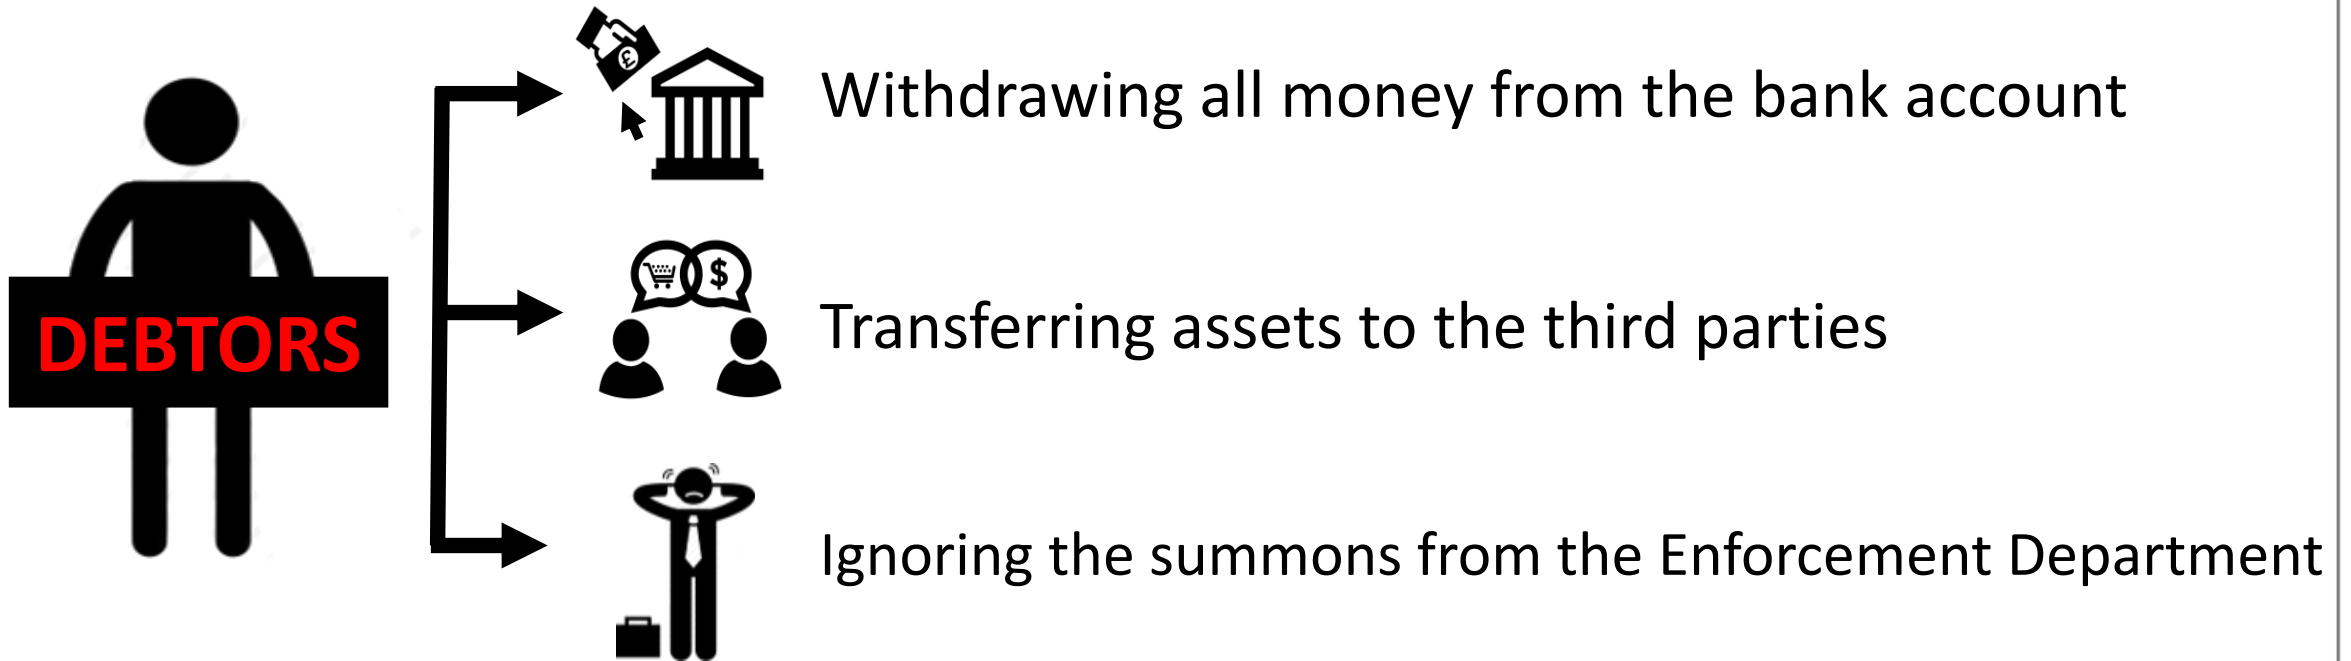 Withdrawing all money from the bank account
£
$
Transferring assets to the third parties
DEBTORS
Ignoring the summons from the Enforcement Department